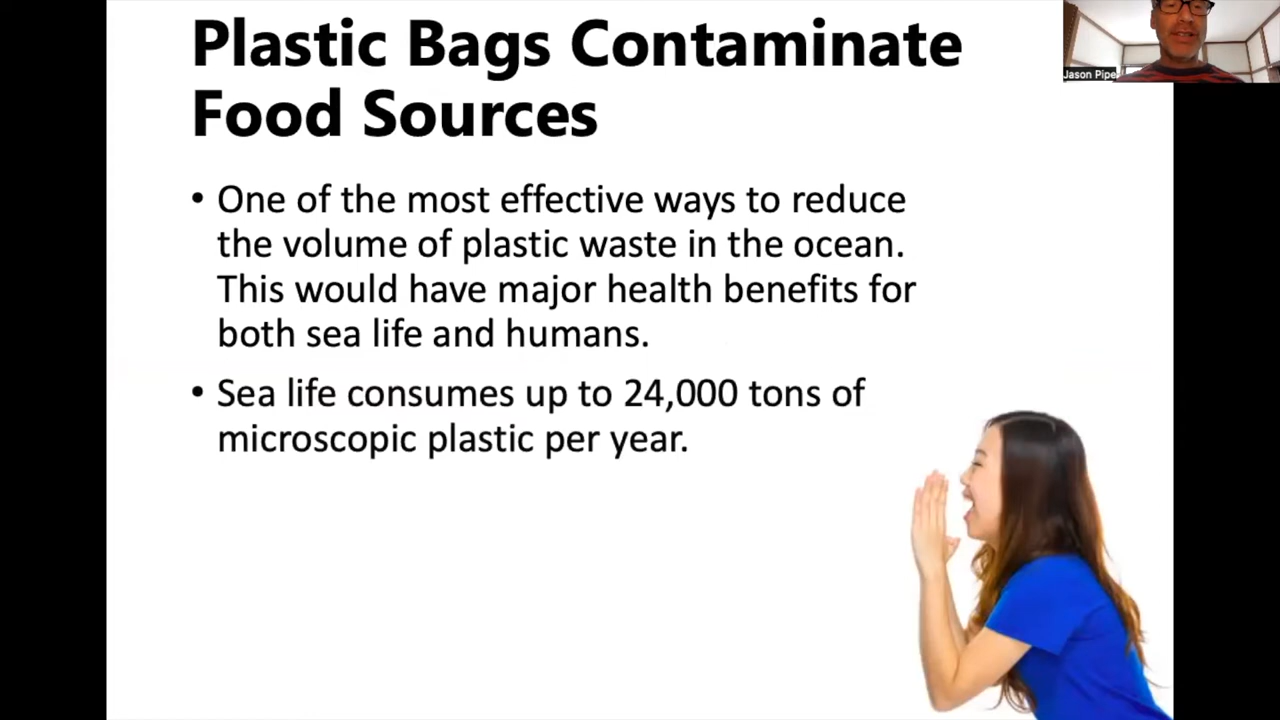 Plastic Bags Contaminate
Food Sources
• One of the most effective ways to reduce
the volume of plastic waste in the ocean.
This would have major health benefits for
both sea life and humans.
• Sea life consumes up to 24,000 tons of
microscopic plastic per year.
Jason Pipe